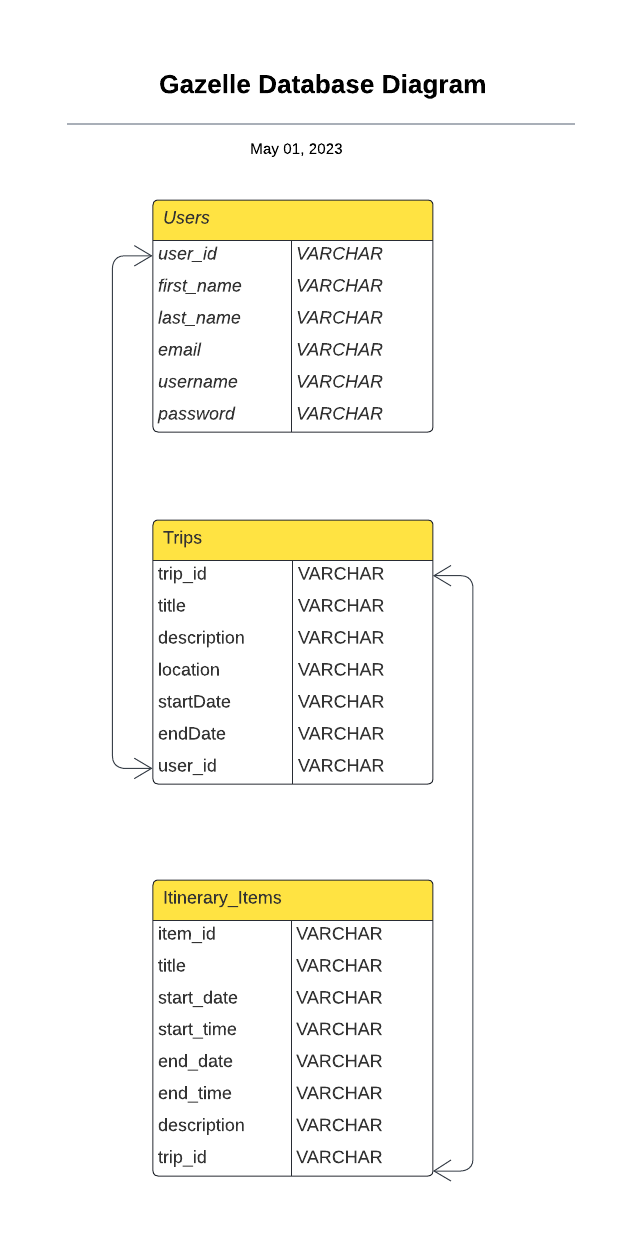 Gazelle Database Diagram
May 01, 2023
Users
user_id VARCHAR
first_name VARCHAR
last_name VARCHAR
email VARCHAR
username VARCHAR
password VARCHAR
Trips
trip_id VARCHAR
title VARCHAR
description VARCHAR
location VARCHAR
startDate VARCHAR
endDate VARCHAR
user_id VARCHAR
Itinerary_Items
item_id VARCHAR
title VARCHAR
start_date VARCHAR
start_time VARCHAR
end_date VARCHAR
end_time VARCHAR
description VARCHAR
trip_id VARCHAR